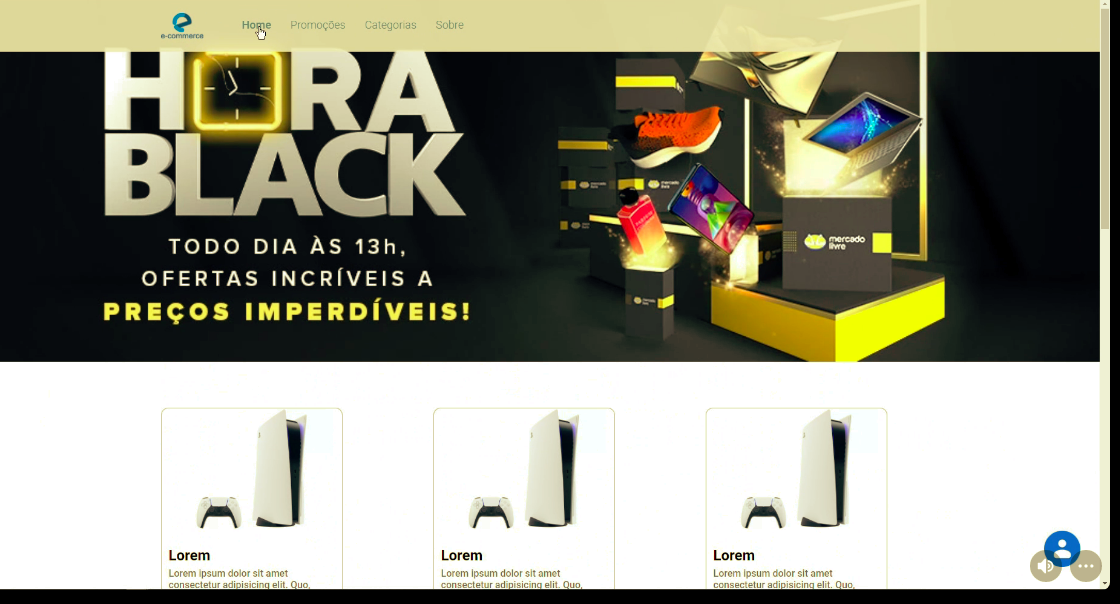 e-commerce
Home Promoções Categorias Sobre
HORA
BLACK
TODO DIA ÀS 13h,
OFERTAS INCRÍVEIS A
PREÇOS IMPERDÍVEIS!
mercado
livre
mercado
livre
Lorem
Lorem ipsum dolor sit amet
consectetur adipisicing elit. Quo,
Lorem
Lorem ipsum dolor sit amet
consectetur adipisicing elit. Quo,
Lorem
Lorem ipsum dolor sit amet
consectetur adipisicing elit. Quo,